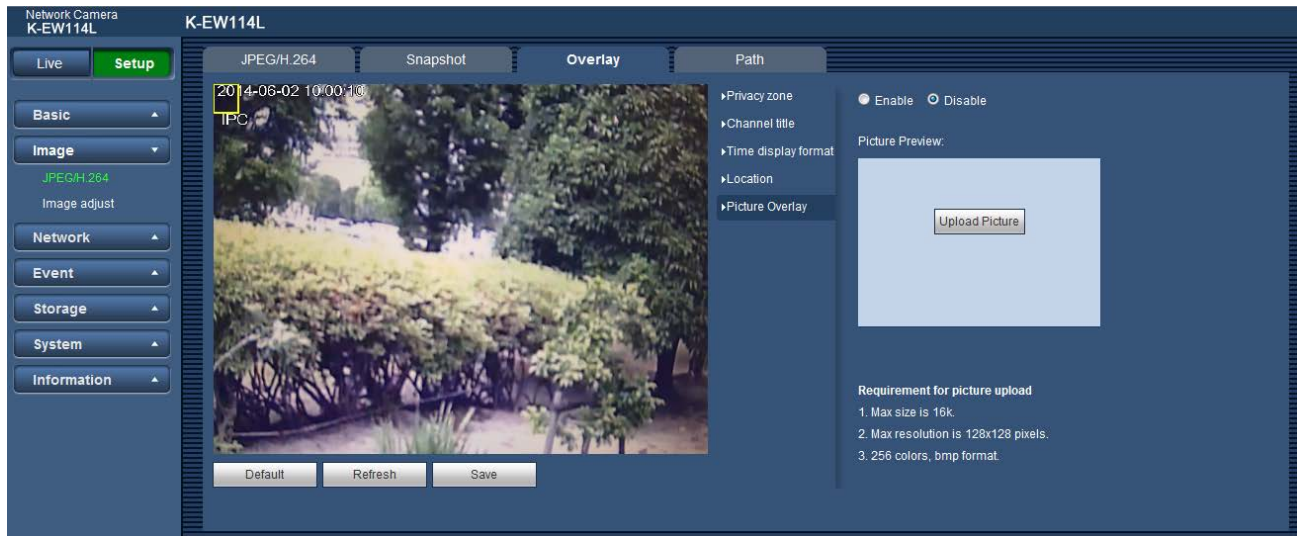 Network Camera
K-EW114L
K-EW114L
Live
Setup
JPEG/H.264
Snapshot
Overlay
Path
Basic
Image
JPEG/H.264
Image adjust
Network
Event
Storage
System
Information
2014-06-02 10:00:10
IPC
Default
Refresh
Save
Privacy zone
Channel title
Time display format
Location
Picture Overlay
Enable
Disable
Picture Preview:
Upload Picture
Requirement for picture upload
1. Max size is 16k.
2. Max resolution is 128x128 pixels.
3. 256 colors, bmp format.